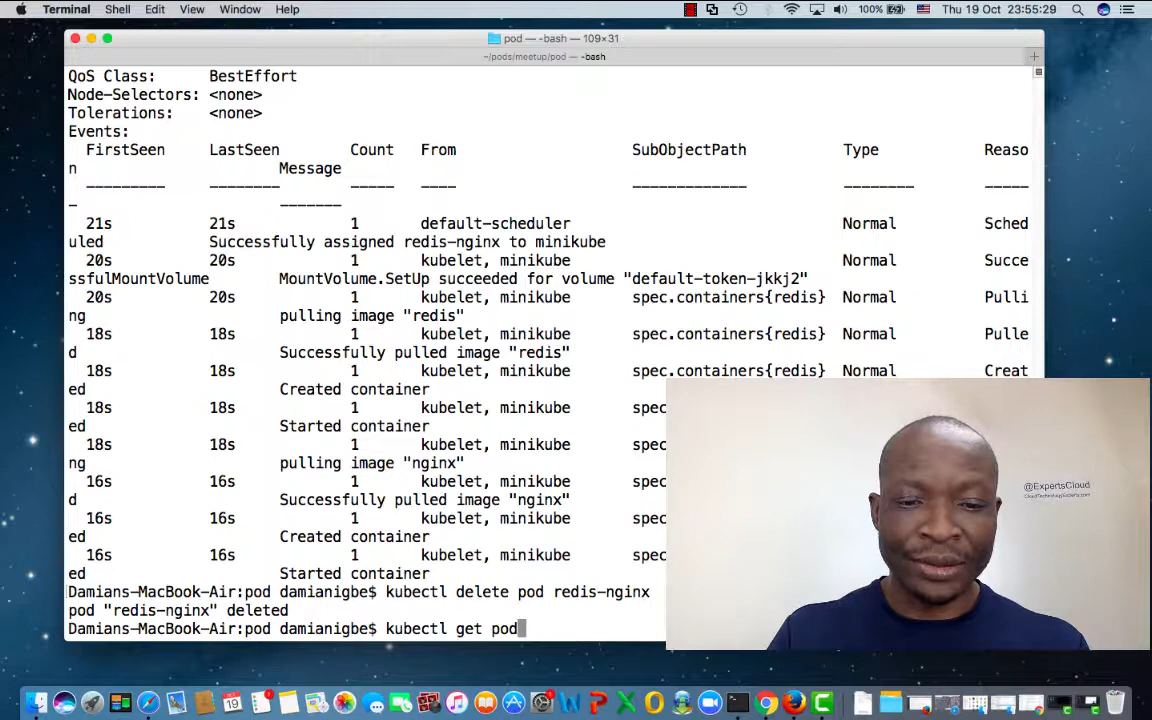 Terminal Shell Edit View Window Help 100% Thu 19 Oct 23:55:29
pod — -bash — 109×31
~/pods/meetup/pod — -bash
QoS Class: BestEffort
Node-Selectors: <none>
Tolerations: <none>
Events:
FirstSeen LastSeen Count From SubObjectPath Type Reaso
n Message
--------- -------- ----- ---- ------------- -------- -----
- -------
21s 21s 1 default-scheduler Normal Sched
uled Successfully assigned redis-nginx to minikube
20s 20s 1 kubelet, minikube Normal Succe
ssfulMountVolume MountVolume.SetUp succeeded for volume "default-token-jkkj2"
20s 20s 1 kubelet, minikube spec.containers{redis} Normal Pulli
ng pulling image "redis"
18s 18s 1 kubelet, minikube spec.containers{redis} Normal Pulle
d Successfully pulled image "redis"
18s 18s 1 kubelet, minikube spec.containers{redis} Normal Creat
ed Created container
18s 18s 1 kubelet, minikube spec
ed Started container
18s 18s 1 kubelet, minikube spec
ng pulling image "nginx"
16s 16s 1 kubelet, minikube spec
d Successfully pulled image "nginx"
16s 16s 1 kubelet, minikube spec
ed Created container
16s 16s 1 kubelet, minikube spec
ed Started container
Damians-MacBook-Air:pod damianigbe$ kubectl delete pod redis-nginx
pod "redis-nginx" deleted
Damians-MacBook-Air:pod damianigbe$ kubectl get pod
@ExpertsCloud
CloudTechnologyExperts.com
19